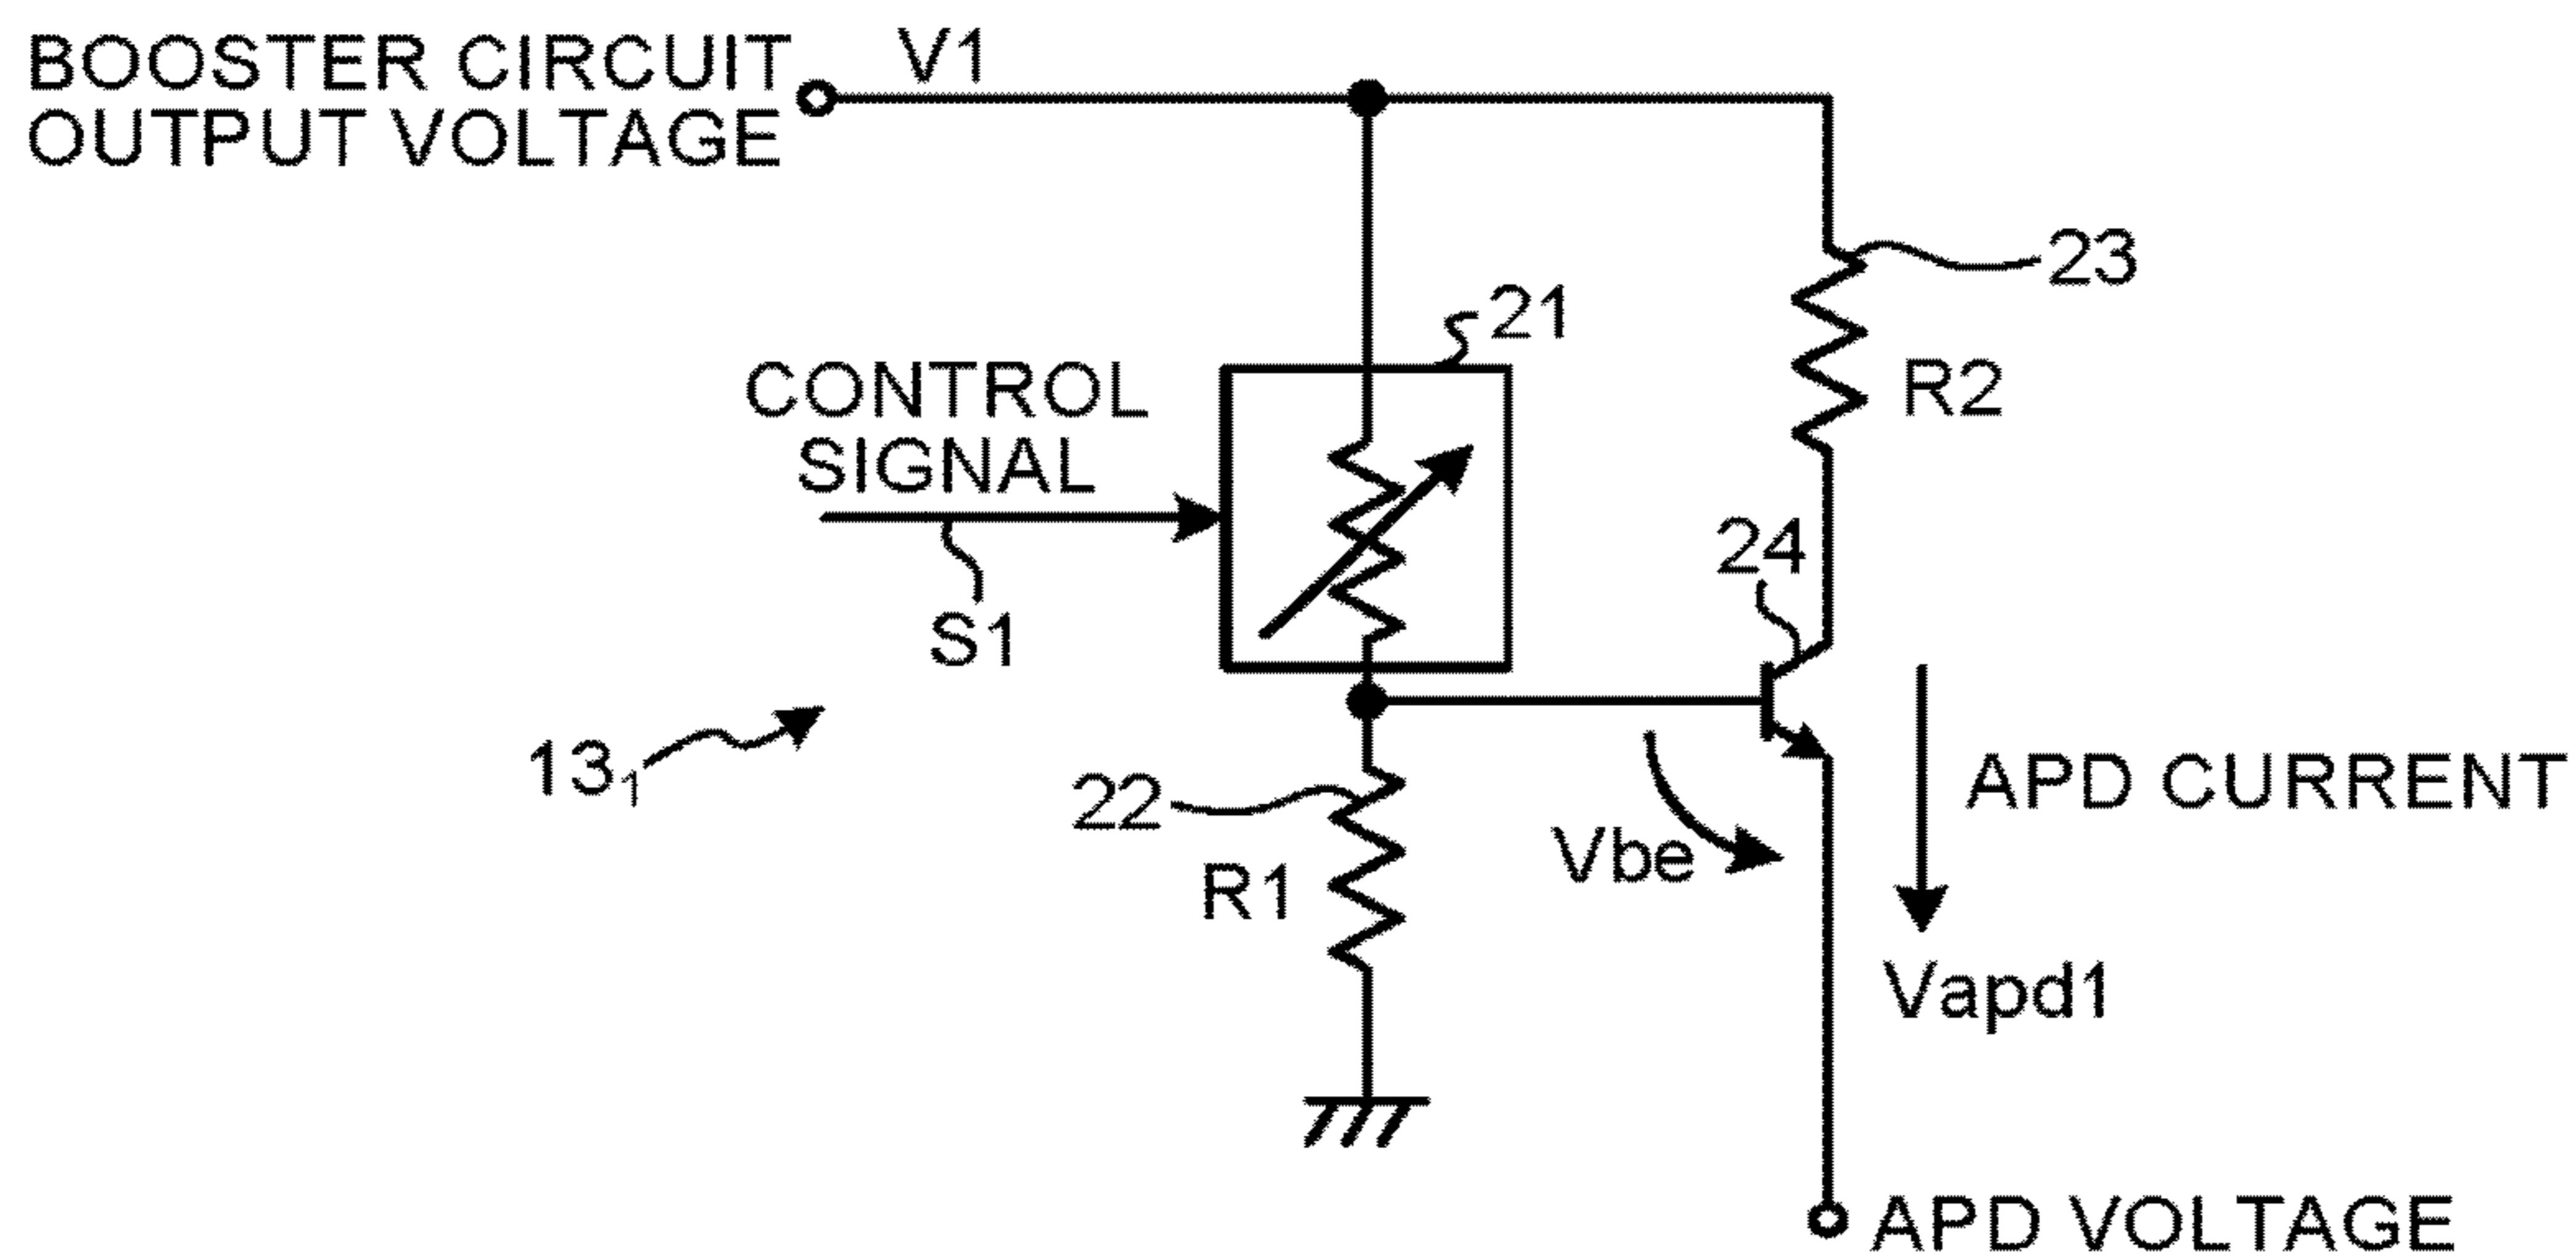 BOOSTER CIRCUIT
OUTPUT VOLTAGE
V1
23
21
R2
CONTROL
SIGNAL
24
S1
13₁
22
APD CURRENT
Vbe
R1
Vapd1
APD VOLTAGE